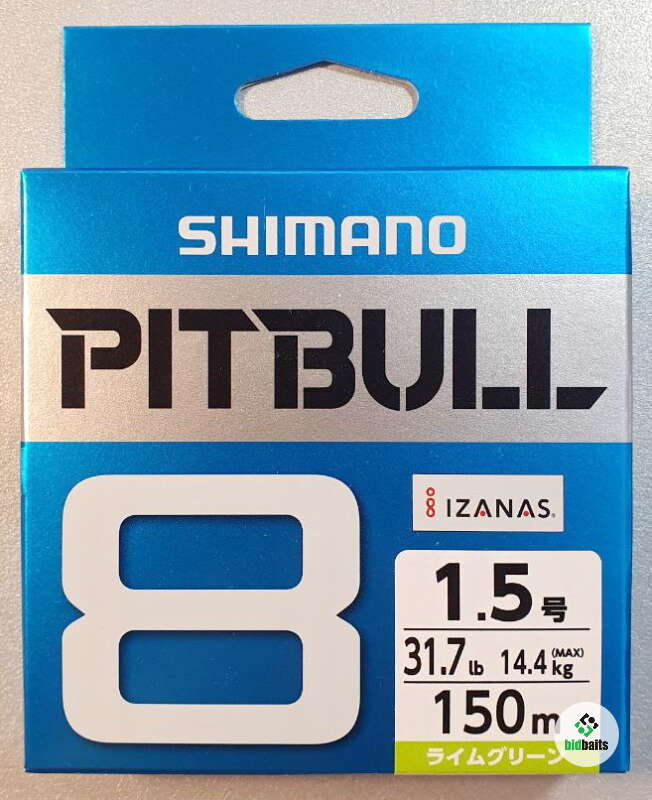 SHIMANO
PITBULL
8
IZANAS®
1.5号
31.7lb 14.4kg (MAX)
150m
ライムグリーン
bidbaits